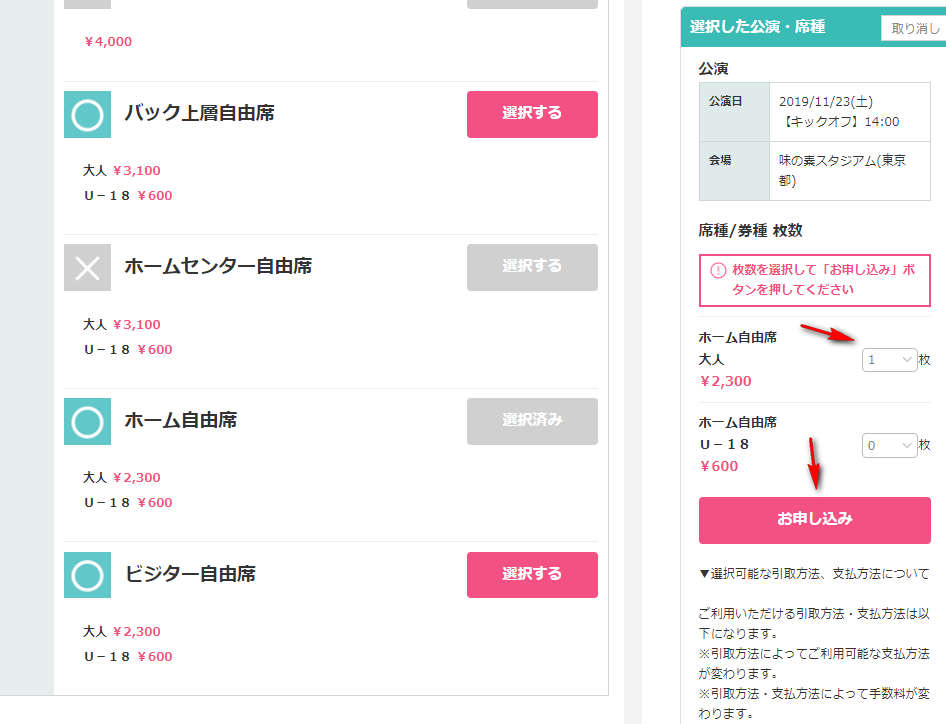 ¥4,000
バック上層自由席
選択する
大人 ¥3,100
U－18 ¥600
ホームセンター自由席
選択する
大人 ¥3,100
U－18 ¥600
ホーム自由席
選択済み
大人 ¥2,300
U－18 ¥600
ビジター自由席
選択する
大人 ¥2,300
U－18 ¥600
選択した公演・席種
取り消し
公演
公演日
2019/11/23(土)
【キックオフ】14:00
会場
味の素スタジアム(東京
都)
席種/券種 枚数
枚数を選択して「お申し込み」ボ
タンを押してください
ホーム自由席
大人
1 枚
¥2,300
ホーム自由席
U－18
0 枚
¥600
お申し込み
▼選択可能な引取方法、支払方法について
ご利用いただける引取方法・支払方法は以
下になります。
※引取方法によってご利用可能な支払方法
が変わります。
※引取方法・支払方法によって手数料が変
わります。